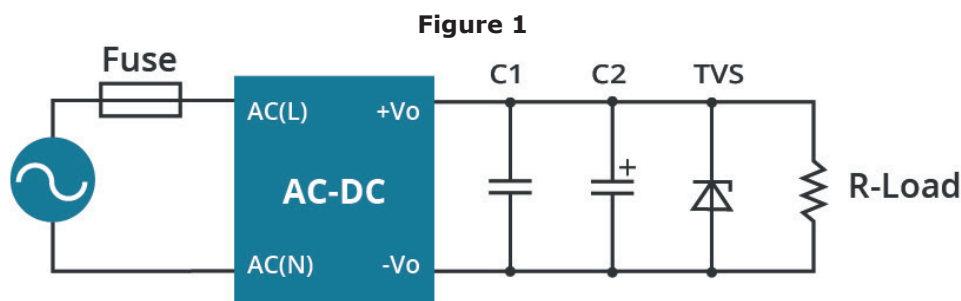 Figure 1
Fuse
C1 C2 TVS
AC(L) +Vo
AC-DC
+
R-Load
AC(N) -Vo